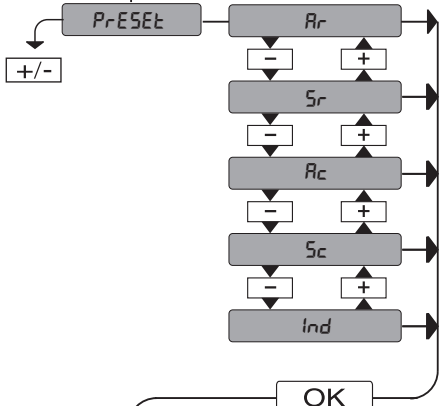 PrESEt Ar
+/-
- +
Sr
- +
Ac
- +
Sc
- +
Ind
OK